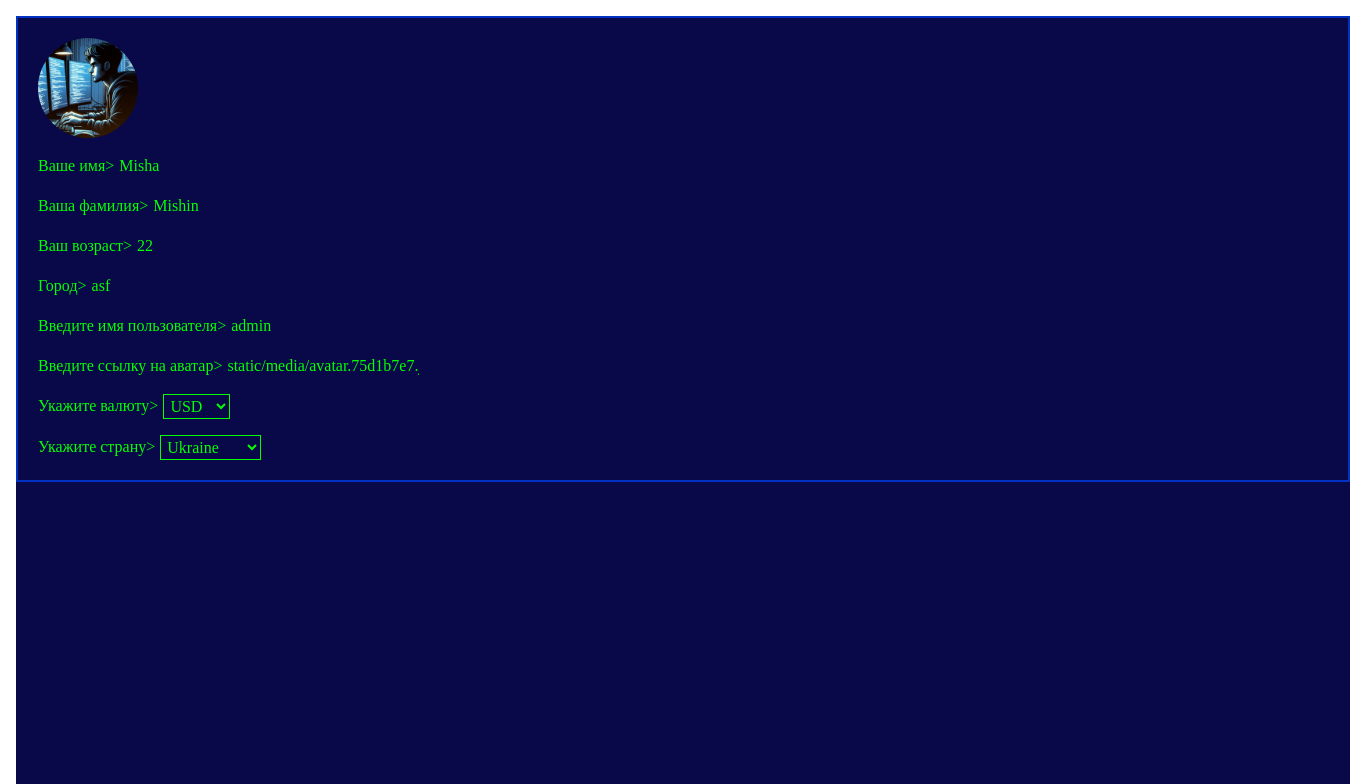 Ваше имя> Misha
Ваша фамилия> Mishin
Ваш возраст> 22
Город> asf
Введите имя пользователя> admin
Введите ссылку на аватар> static/media/avatar.75d1b7e7.
Укажите валюту> USD
Укажите страну> Ukraine